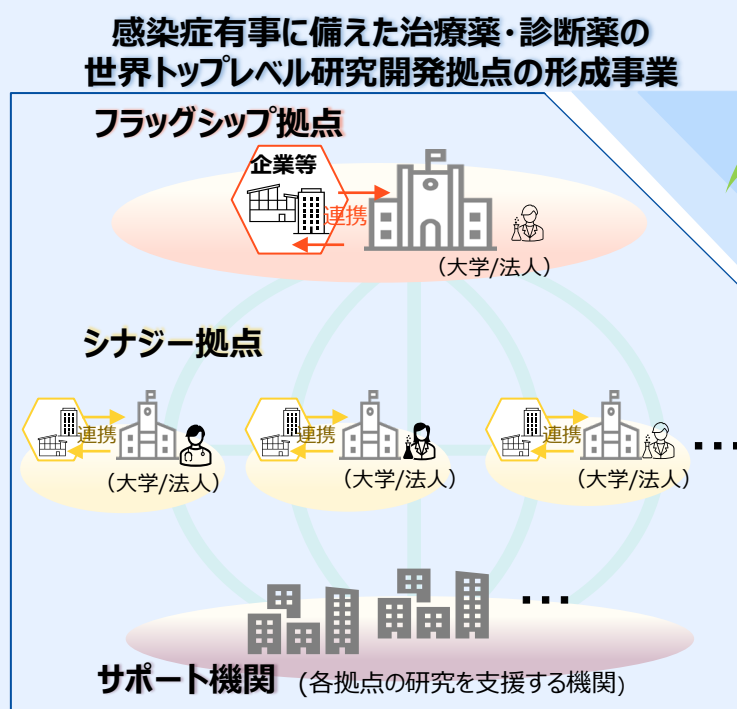 感染症有事に備えた治療薬・診断薬の
世界トップレベル研究開発拠点の形成事業
フラッグシップ拠点
企業等
連携
（大学/法人）
シナジー拠点
連携
連携
連携
（大学/法人）
（大学/法人）
（大学/法人）
サポート機関 (各拠点の研究を支援する機関)